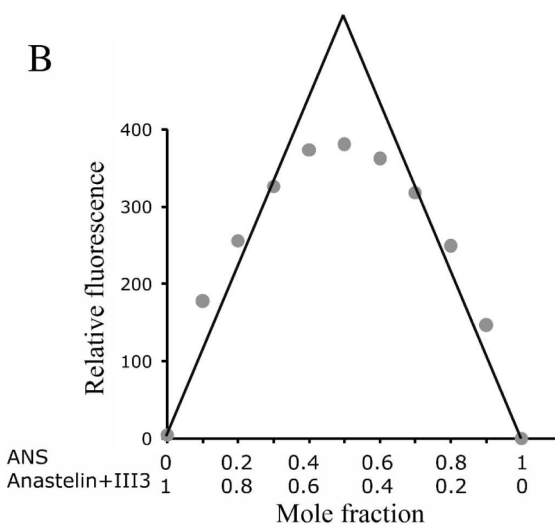 B
Relative fluorescence
400
300
200
100
0
ANS 0 0.2 0.4 0.6 0.8 1
Anastelin+III3 1 0.8 0.6 0.4 0.2 0
Mole fraction